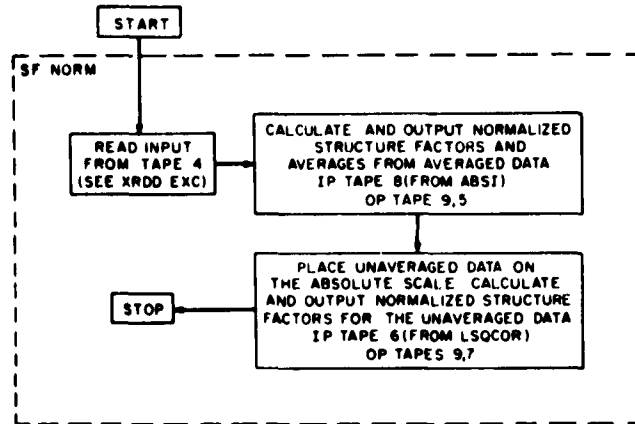 START
SF NORM
READ INPUT
FROM TAPE 4
(SEE XRDD EXC)
CALCULATE AND OUTPUT NORMALIZED
STRUCTURE FACTORS AND
AVERAGES FROM AVERAGED DATA
IP TAPE 8(FROM ABSI)
OP TAPE 9,5
PLACE UNAVERAGED DATA ON
THE ABSOLUTE SCALE CALCULATE
AND OUTPUT NORMALIZED STRUCTURE
FACTORS FOR THE UNAVERAGED DATA
IP TAPE 6(FROM LSQCOR)
OP TAPES 9,7
STOP